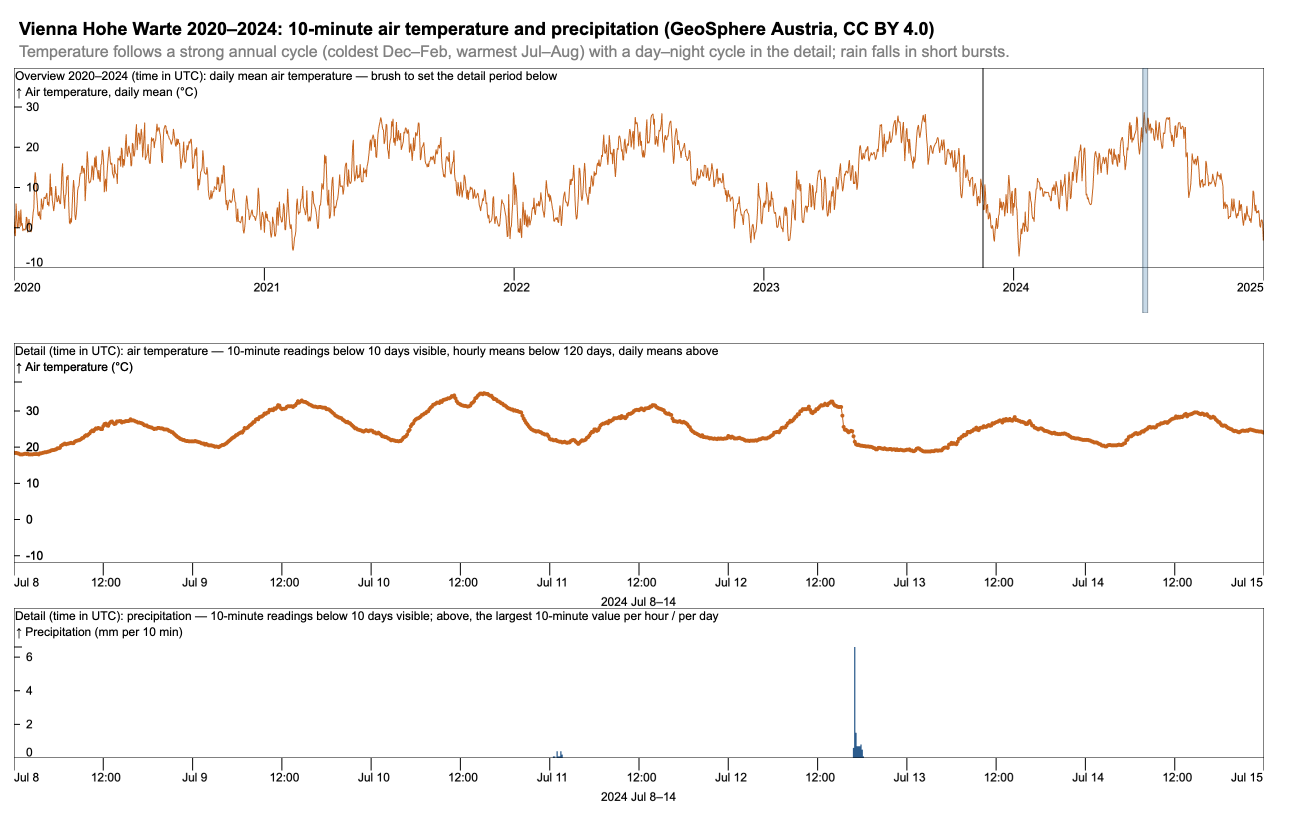 Vienna Hohe Warte 2020–2024: 10-minute air temperature and precipitation (GeoSphere Austria, CC BY 4.0)
Temperature follows a strong annual cycle (coldest Dec–Feb, warmest Jul–Aug) with a day–night cycle in the detail; rain falls in short bursts.
Overview 2020–2024 (time in UTC): daily mean air temperature — brush to set the detail period below
↑ Air temperature, daily mean (°C)
30
20
10
0
-10
2020 2021 2022 2023 2024 2025
Detail (time in UTC): air temperature — 10-minute readings below 10 days visible, hourly means below 120 days, daily means above
↑ Air temperature (°C)
30
20
10
0
-10
Jul 8 12:00 Jul 9 12:00 Jul 10 12:00 Jul 11 12:00 Jul 12 12:00 Jul 13 12:00 Jul 14 12:00 Jul 15
2024 Jul 8–14
Detail (time in UTC): precipitation — 10-minute readings below 10 days visible; above, the largest 10-minute value per hour / per day
↑ Precipitation (mm per 10 min)
6
4
2
0
Jul 8 12:00 Jul 9 12:00 Jul 10 12:00 Jul 11 12:00 Jul 12 12:00 Jul 13 12:00 Jul 14 12:00 Jul 15
2024 Jul 8–14